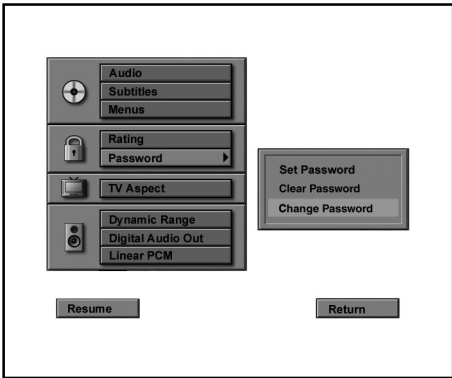 Audio
Subtitles
Menus
Rating
Password
TV Aspect
Dynamic Range
Digital Audio Out
Linear PCM
Set Password
Clear Password
Change Password
Resume
Return